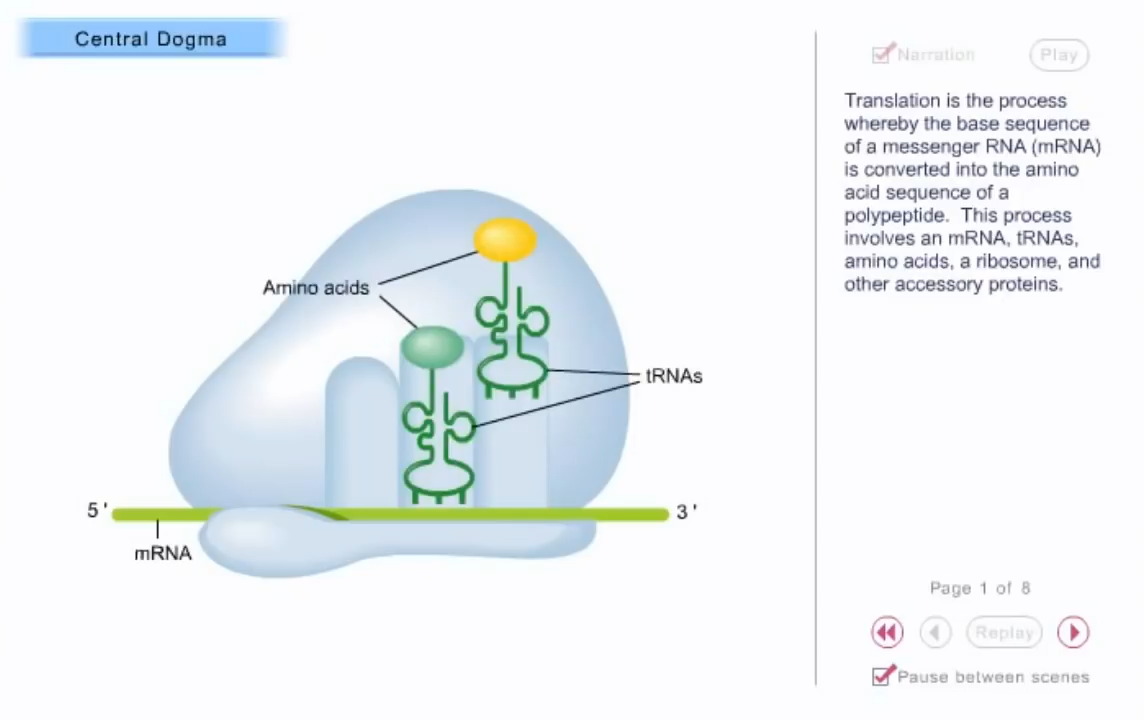 Central Dogma
Narration
Play
Translation is the process
whereby the base sequence
of a messenger RNA (mRNA)
is converted into the amino
acid sequence of a
polypeptide.  This process
involves an mRNA, tRNAs,
amino acids, a ribosome, and
other accessory proteins.
Amino acids
tRNAs
5 '
3 '
mRNA
Page 1 of 8
Replay
Pause between scenes